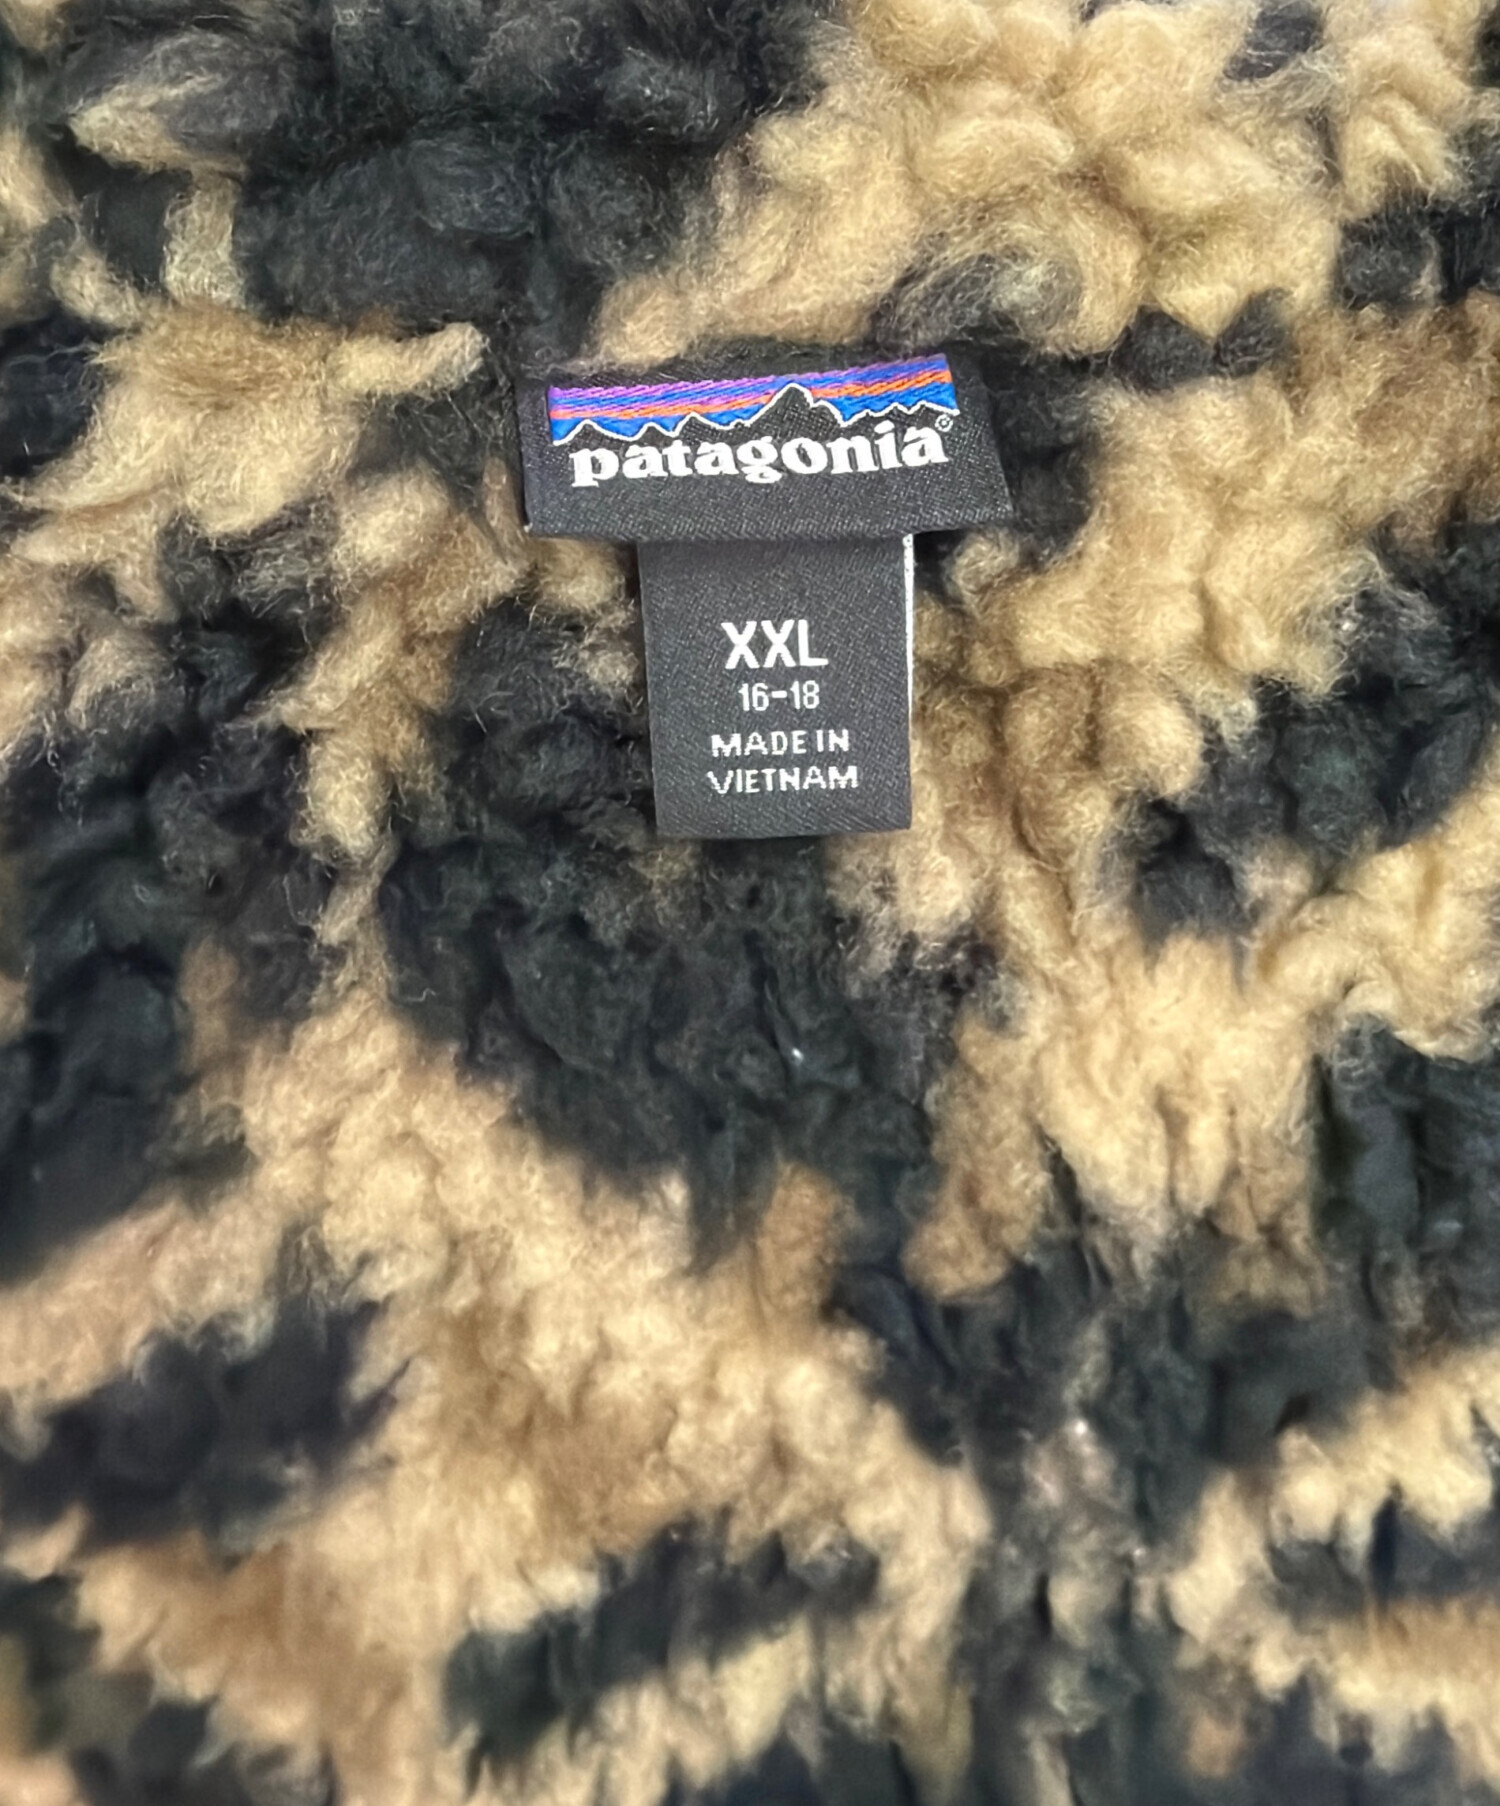 patagonia®
XXL
16-18
MADE IN
VIETNAM